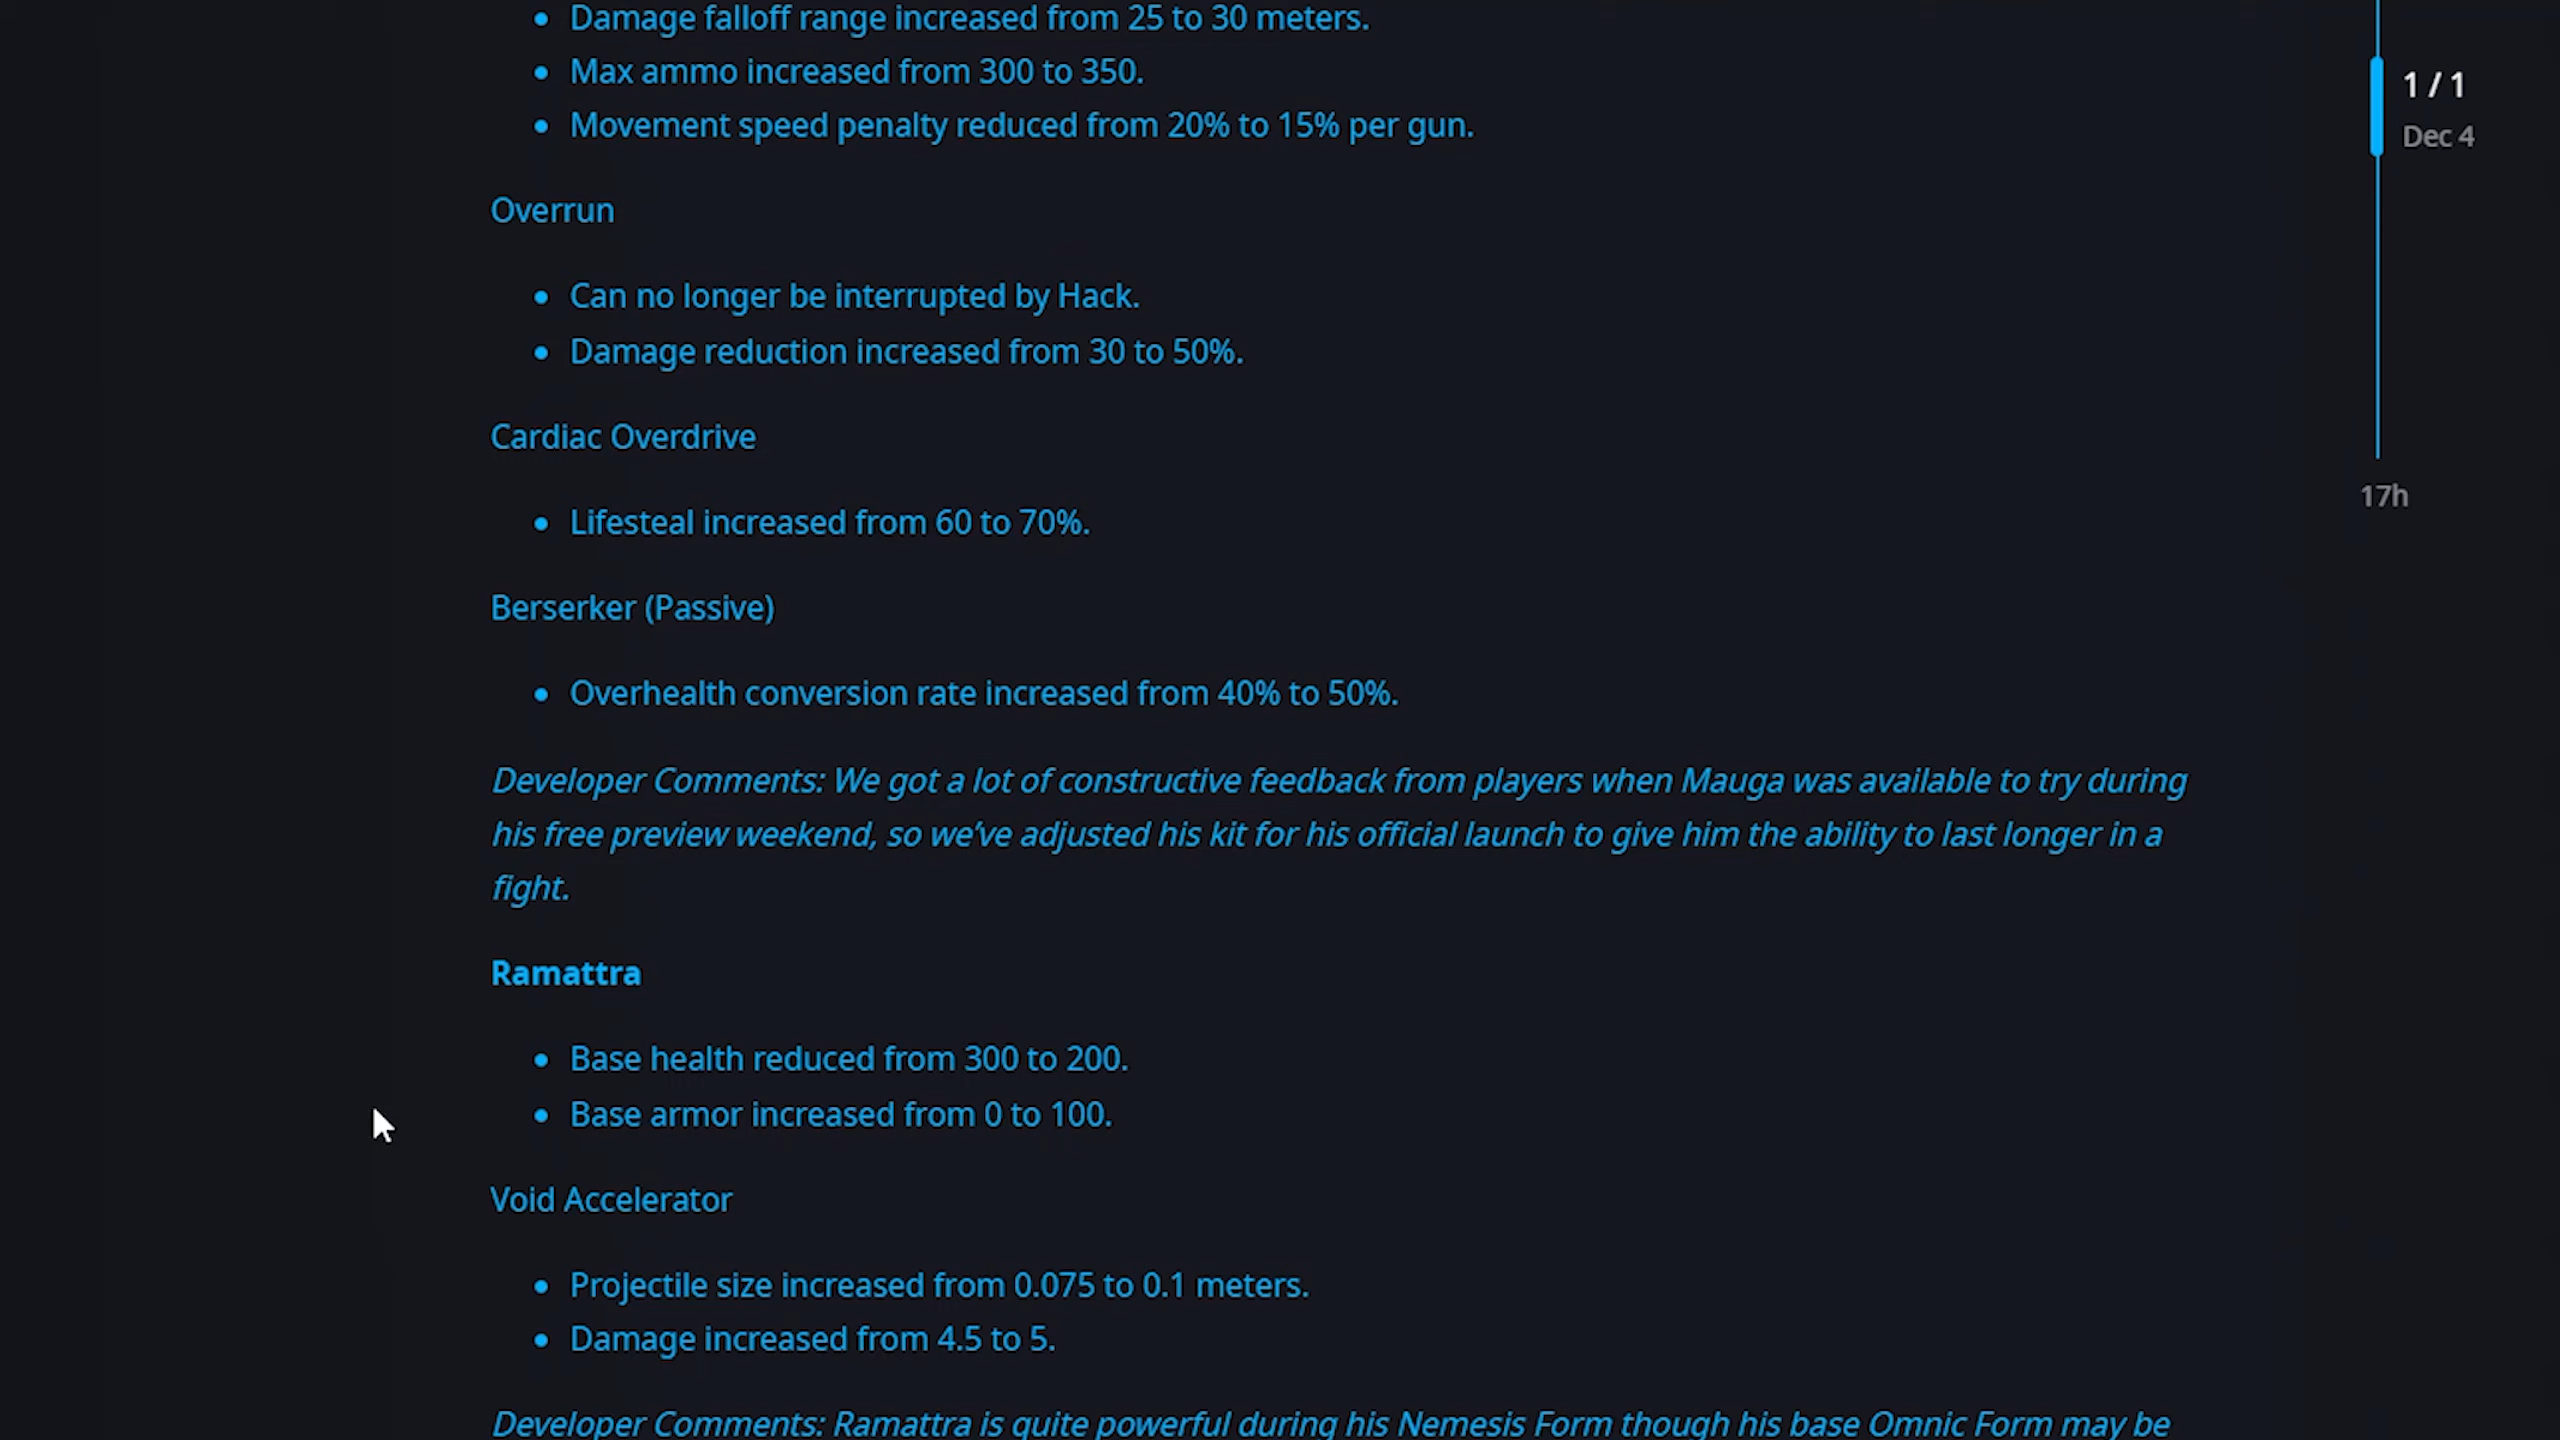 Damage falloff range increased from 25 to 30 meters.
Max ammo increased from 300 to 350.
Movement speed penalty reduced from 20% to 15% per gun.
1 / 1
Dec 4
Overrun
Can no longer be interrupted by Hack.
Damage reduction increased from 30 to 50%.
Cardiac Overdrive
17h
Lifesteal increased from 60 to 70%.
Berserker (Passive)
Overhealth conversion rate increased from 40% to 50%.
Developer Comments: We got a lot of constructive feedback from players when Mauga was available to try during
his free preview weekend, so we’ve adjusted his kit for his official launch to give him the ability to last longer in a
fight.
Ramattra
Base health reduced from 300 to 200.
Base armor increased from 0 to 100.
Void Accelerator
Projectile size increased from 0.075 to 0.1 meters.
Damage increased from 4.5 to 5.
Developer Comments: Ramattra is quite powerful during his Nemesis Form though his base Omnic Form may be